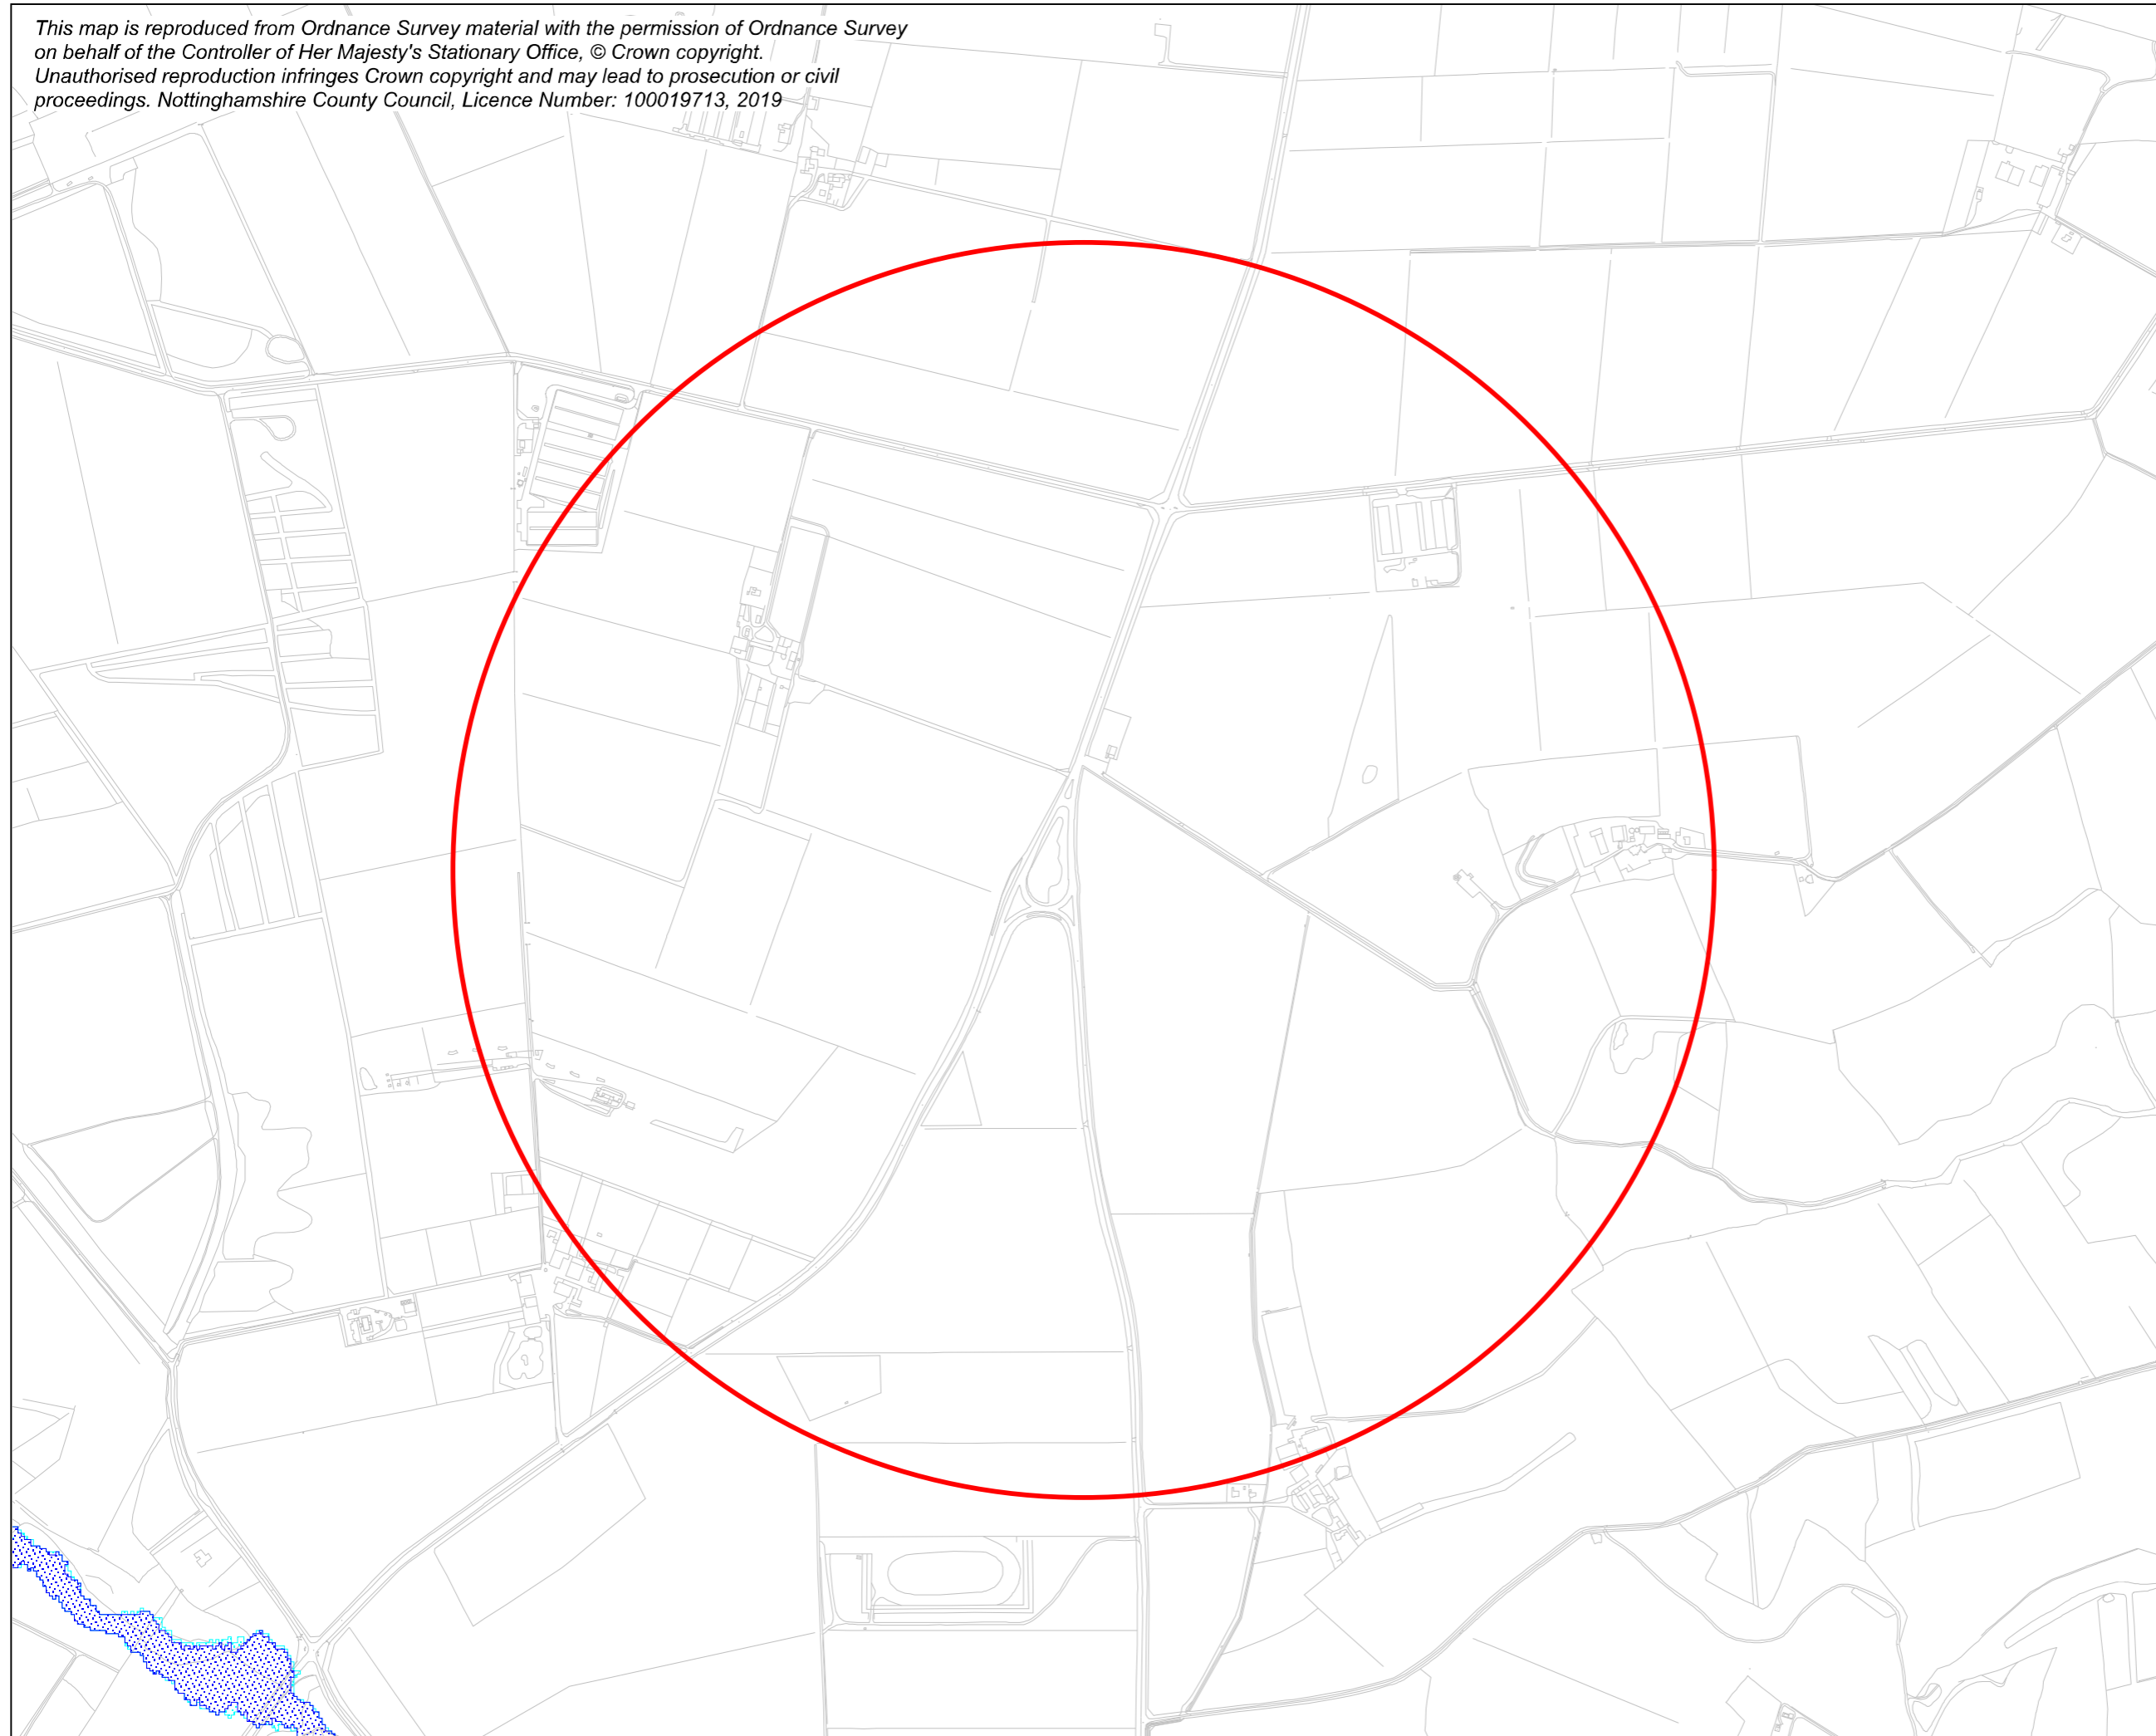 This map is reproduced from Ordnance Survey material with the permission of Ordnance Survey
on behalf of the Controller of Her Majesty's Stationary Office, © Crown copyright.
Unauthorised reproduction infringes Crown copyright and may lead to prosecution or civil
proceedings. Nottinghamshire County Council, Licence Number: 100019713, 2019